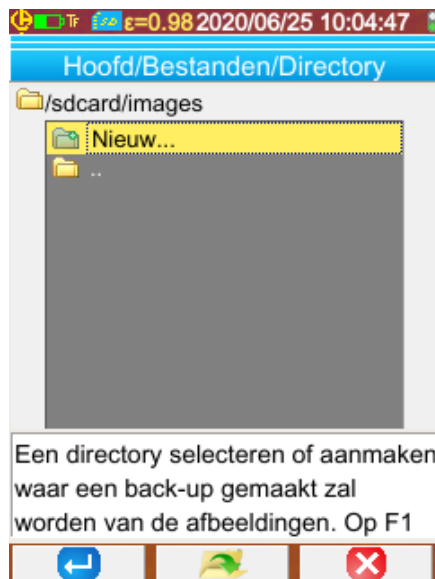 TF ε=0.98 2020/06/25 10:04:47
Hoofd/Bestanden/Directory
/sdcard/images
Nieuw...
..
Een directory selecteren of aanmaken
waar een back-up gemaakt zal
worden van de afbeeldingen. Op F1